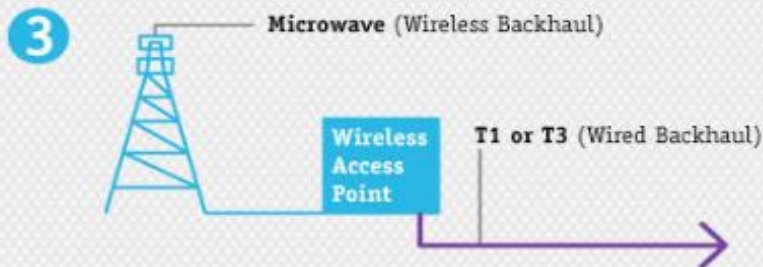 3
Microwave (Wireless Backhaul)
Wireless
Access
Point
T1 or T3 (Wired Backhaul)